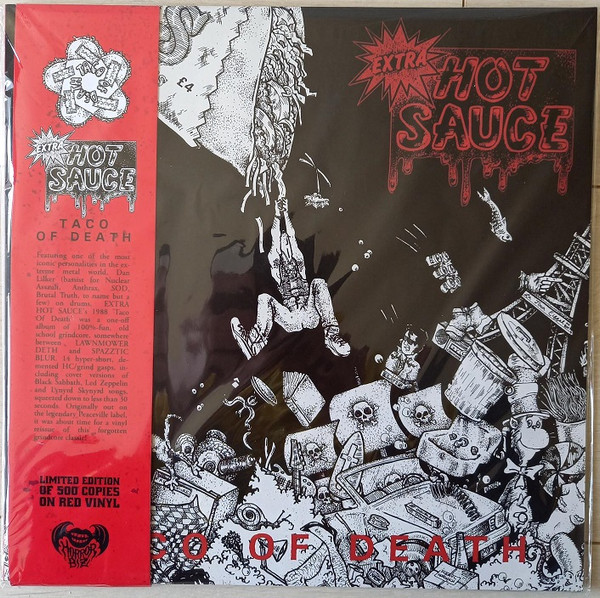 EXTRA
HOT
SAUCE
TACO
OF DEATH
Featuring one of the most
iconic personalities in the ex-
treme metal world, Dan
Lilker (bassist for Nuclear
Assault, Anthrax, SOD,
Brutal Truth, to name but a
few) on drums, EXTRA
HOT SAUCE's 1988 'Taco
Of Death' was a one-off
album of 100%-fun, old
school grindcore, somewhere
between LAWNMOWER
DETH and SPAZZTIC
BLUR. 14 hyper-short, de-
mented HC/grind gasps, in-
cluding cover versions of
Black Sabbath, Led Zeppelin
and Lynyrd Skynyrd songs,
squeezed down to less than 30
seconds. Originally out on
the legendary Peaceville label,
it was about time for a vinyl
reissue of this forgotten
grindcore classic!
LIMITED EDITION
OF 500 COPIES
ON RED VINYL
HORROR
BIZ
£4
EXTRA
HOT
SAUCE
CO OF DEATH